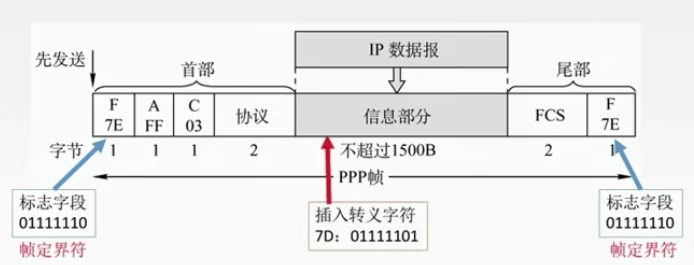 IP 数据报
先发送
首部
尾部
F
7E
A
FF
C
03
协议
信息部分
FCS
F
7E
字节
1
1
1
2
不超过1500B
2
1
PPP帧
标志字段
01111110
帧定界符
插入转义字符
7D：01111101
标志字段
01111110
帧定界符